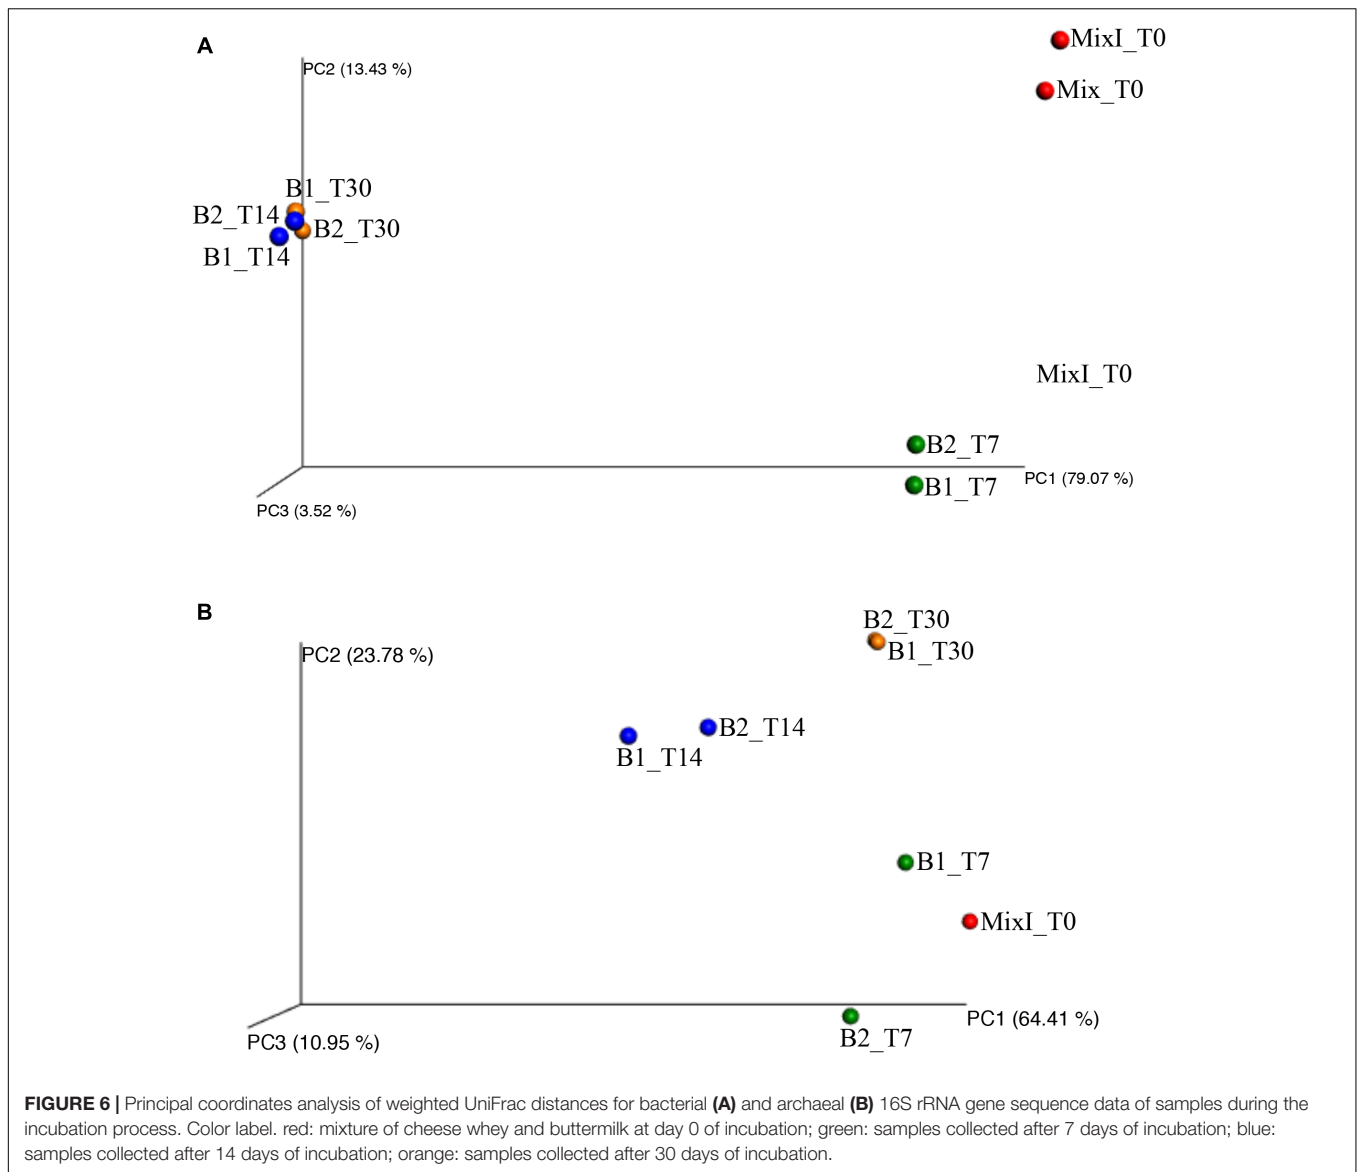 A
MixI_T0
PC2 (13.43 %)
Mix_T0
B1_T30
B2_T14
B2_T30
B1_T14
MixI_T0
B2_T7
PC1 (79.07 %)
B1_T7
PC3 (3.52 %)
B
B2_T30
B1_T30
PC2 (23.78 %)
B2_T14
B1_T14
B1_T7
MixI_T0
PC1 (64.41 %)
B2_T7
PC3 (10.95 %)
FIGURE 6 | Principal coordinates analysis of weighted UniFrac distances for bacterial (A) and archaeal (B) 16S rRNA gene sequence data of samples during the
incubation process. Color label. red: mixture of cheese whey and buttermilk at day 0 of incubation; green: samples collected after 7 days of incubation; blue:
samples collected after 14 days of incubation; orange: samples collected after 30 days of incubation.